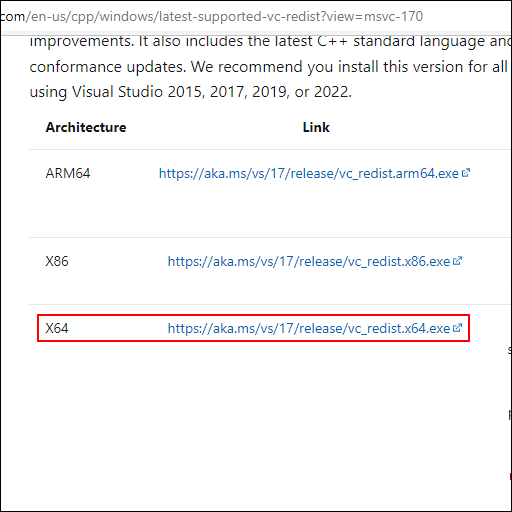 com/en-us/cpp/windows/latest-supported-vc-redist?view=msvc-170
improvements. It also includes the latest C++ standard language and
conformance updates. We recommend you install this version for all
using Visual Studio 2015, 2017, 2019, or 2022.
Architecture Link
ARM64 https://aka.ms/vs/17/release/vc_redist.arm64.exe
X86 https://aka.ms/vs/17/release/vc_redist.x86.exe
X64 https://aka.ms/vs/17/release/vc_redist.x64.exe